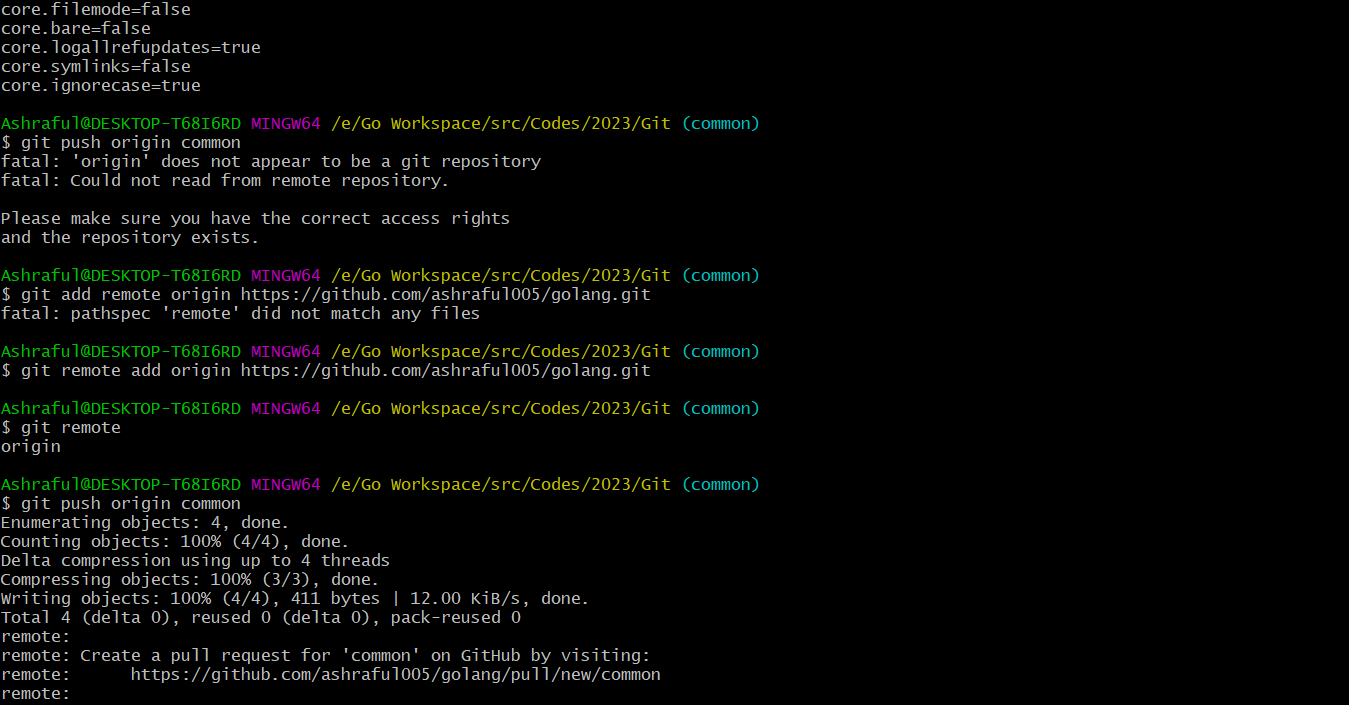 core.filemode=false
core.bare=false
core.logallrefupdates=true
core.symlinks=false
core.ignorecase=true
Ashraful@DESKTOP-T68I6RD MINGW64 /e/Go Workspace/src/Codes/2023/Git (common)
$ git push origin common
fatal: 'origin' does not appear to be a git repository
fatal: Could not read from remote repository.
Please make sure you have the correct access rights
and the repository exists.
Ashraful@DESKTOP-T68I6RD MINGW64 /e/Go Workspace/src/Codes/2023/Git (common)
$ git add remote origin https://github.com/ashraful005/golang.git
fatal: pathspec 'remote' did not match any files
Ashraful@DESKTOP-T68I6RD MINGW64 /e/Go Workspace/src/Codes/2023/Git (common)
$ git remote add origin https://github.com/ashraful005/golang.git
Ashraful@DESKTOP-T68I6RD MINGW64 /e/Go Workspace/src/Codes/2023/Git (common)
$ git remote
origin
Ashraful@DESKTOP-T68I6RD MINGW64 /e/Go Workspace/src/Codes/2023/Git (common)
$ git push origin common
Enumerating objects: 4, done.
Counting objects: 100% (4/4), done.
Delta compression using up to 4 threads
Compressing objects: 100% (3/3), done.
Writing objects: 100% (4/4), 411 bytes | 12.00 KiB/s, done.
Total 4 (delta 0), reused 0 (delta 0), pack-reused 0
remote:
remote: Create a pull request for 'common' on GitHub by visiting:
remote:      https://github.com/ashraful005/golang/pull/new/common
remote: